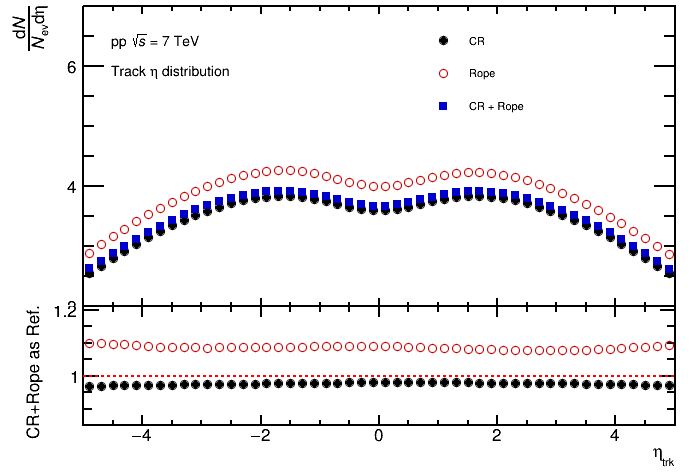 dN
N_ev dη
pp √s = 7 TeV
Track η distribution
CR
Rope
CR + Rope
6
4
1.2
1
CR+Rope as Ref.
−4 −2 0 2 4
η_trk